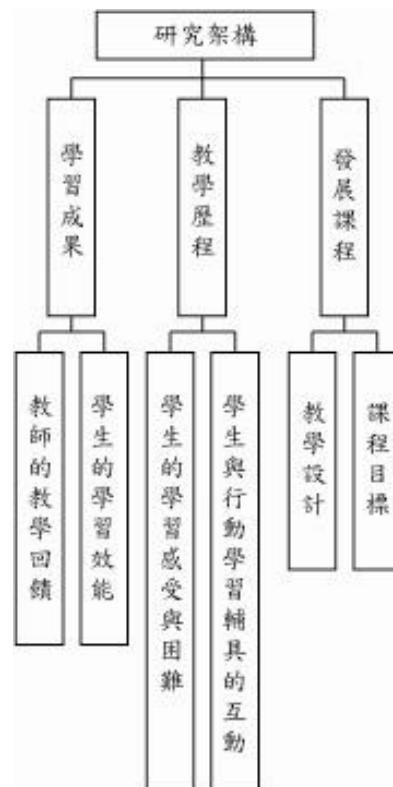 研究架構
學習成果
教學歷程
發展課程
教師的教學回饋
學生的學習效能
學生的學習感受與困難
學生與行動學習輔具的互動
教學設計
課程目標